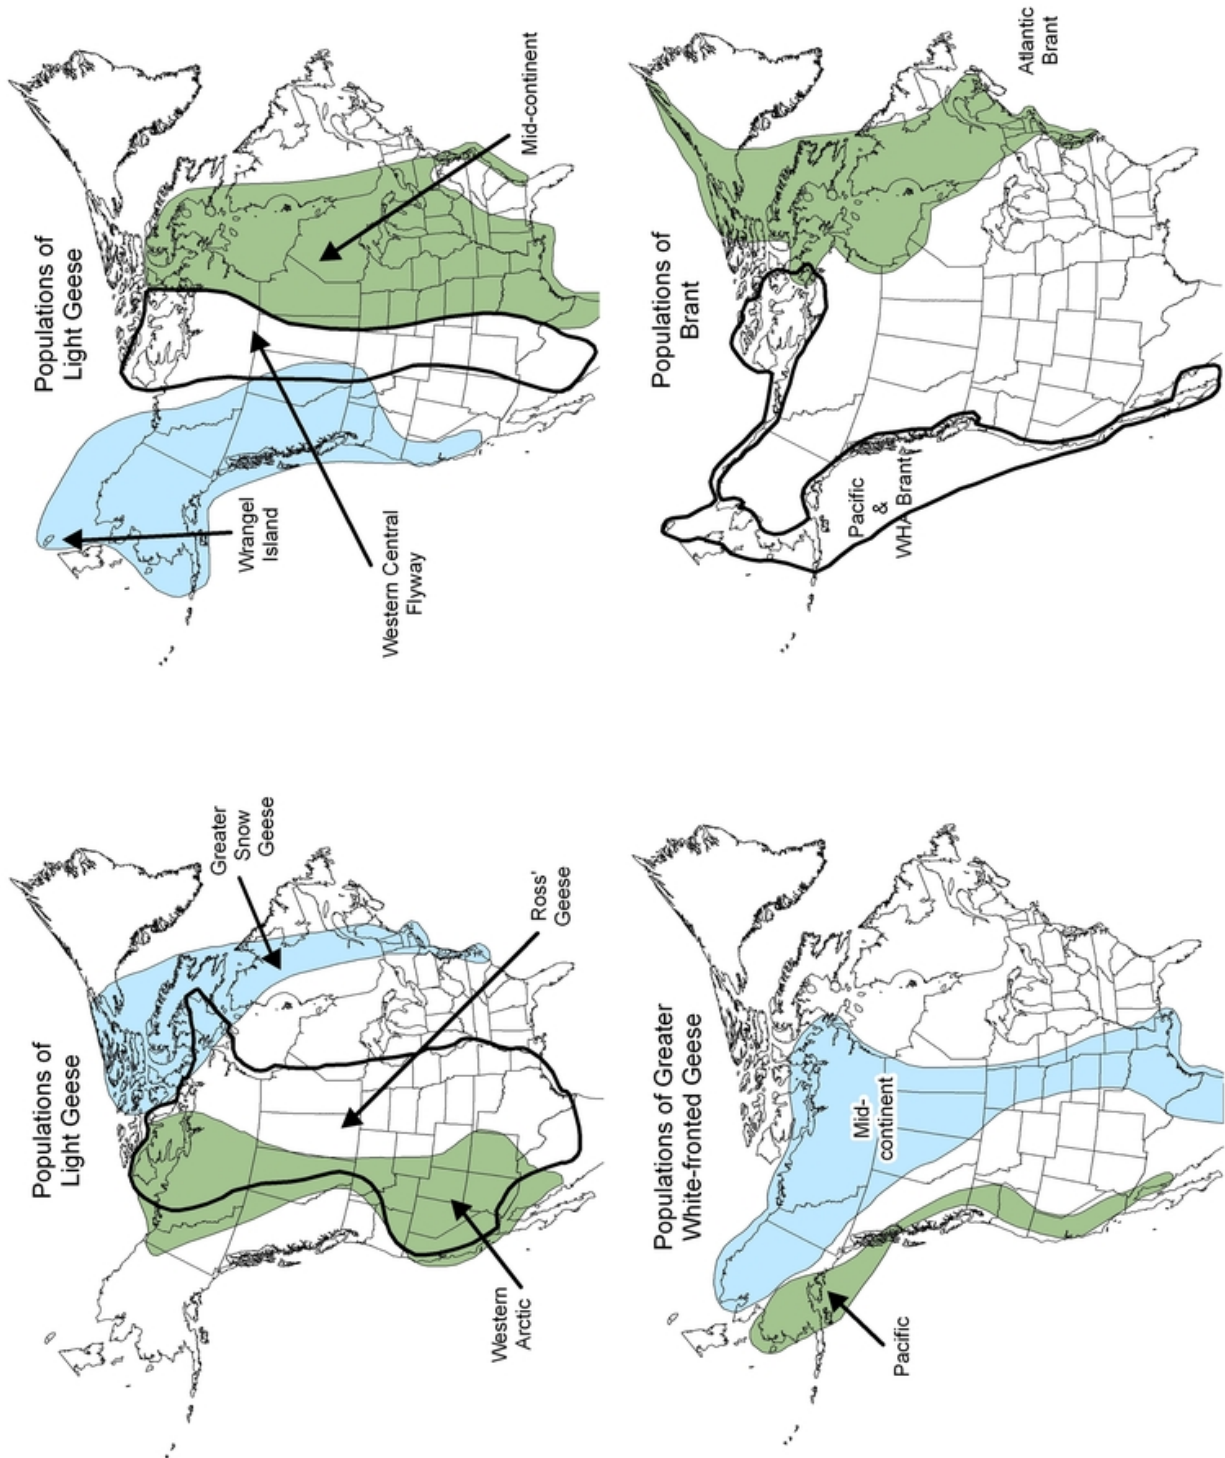 Populations of
Light Geese
Greater
Snow
Geese
Ross'
Geese
Western
Arctic
Populations of
Light Geese
Mid-continent
Wrangel
Island
Western Central
Flyway
Populations of Greater
White-fronted Geese
Mid-
continent
Pacific
Populations of
Brant
Atlantic
Brant
Pacific
&
WHA Brant